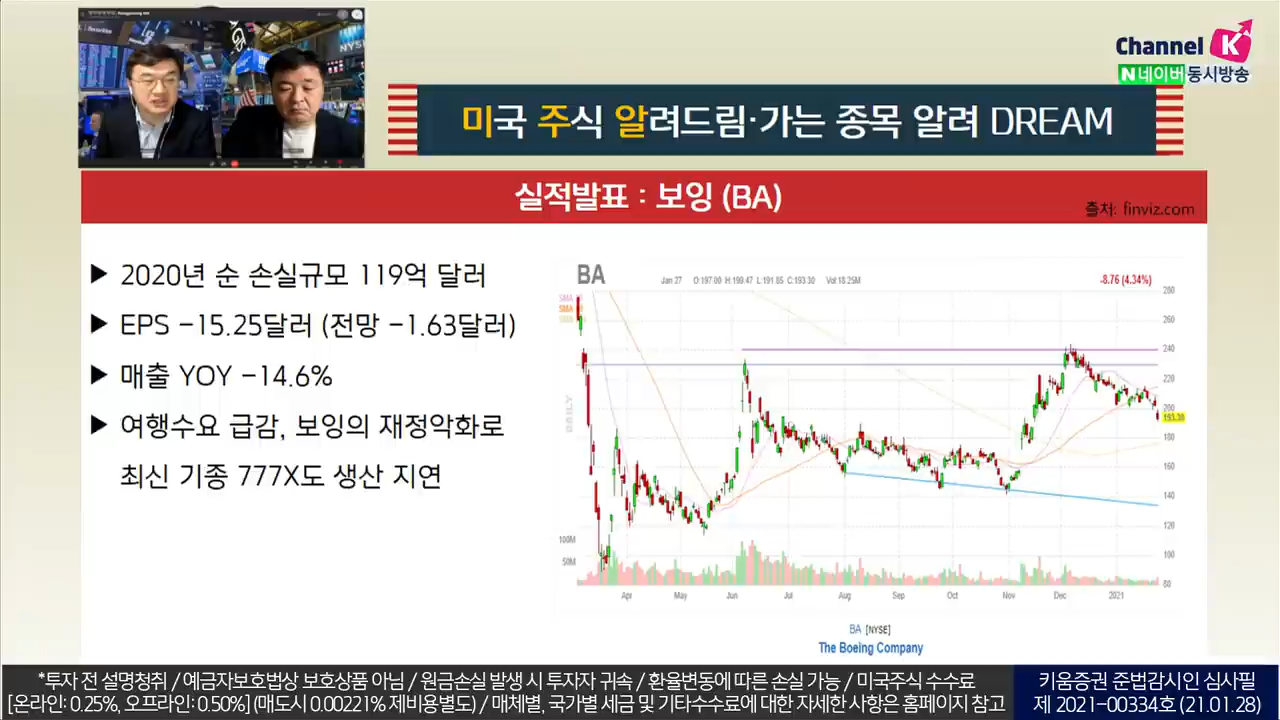 Channel K
N 네이버 동시방송
NYSE
미국 주식 알려드림·가는 종목 알려 DREAM
실적발표 : 보잉 (BA)
출처: finviz.com
▶ 2020년 순 손실규모 119억 달러
▶ EPS -15.25달러 (전망 -1.63달러)
▶ 매출 YOY -14.6%
▶ 여행수요 급감, 보잉의 재정악화로
최신 기종 777X도 생산 지연
BA
Jan 27 O:197.00 H:199.47 L:191.85 C:193.30 Vol 18.25M
-8.76 (4.34%)
SMA
SMA
SMA
DAILY
280
260
240
220
200
193.30
180
160
140
120
100
80
100M
50M
Apr May Jun Jul Aug Sep Oct Nov Dec 2021
BA [NYSE]
The Boeing Company
*투자 전 설명청취 / 예금자보호법상 보호상품 아님 / 원금손실 발생 시 투자자 귀속 / 환율변동에 따른 손실 가능 / 미국주식 수수료
[온라인: 0.25%, 오프라인: 0.50%] (매도시 0.00221% 제비용별도) / 매체별, 국가별 세금 및 기타수수료에 대한 자세한 사항은 홈페이지 참고
키움증권 준법감시인 심사필
제 2021-00334호 (21.01.28)